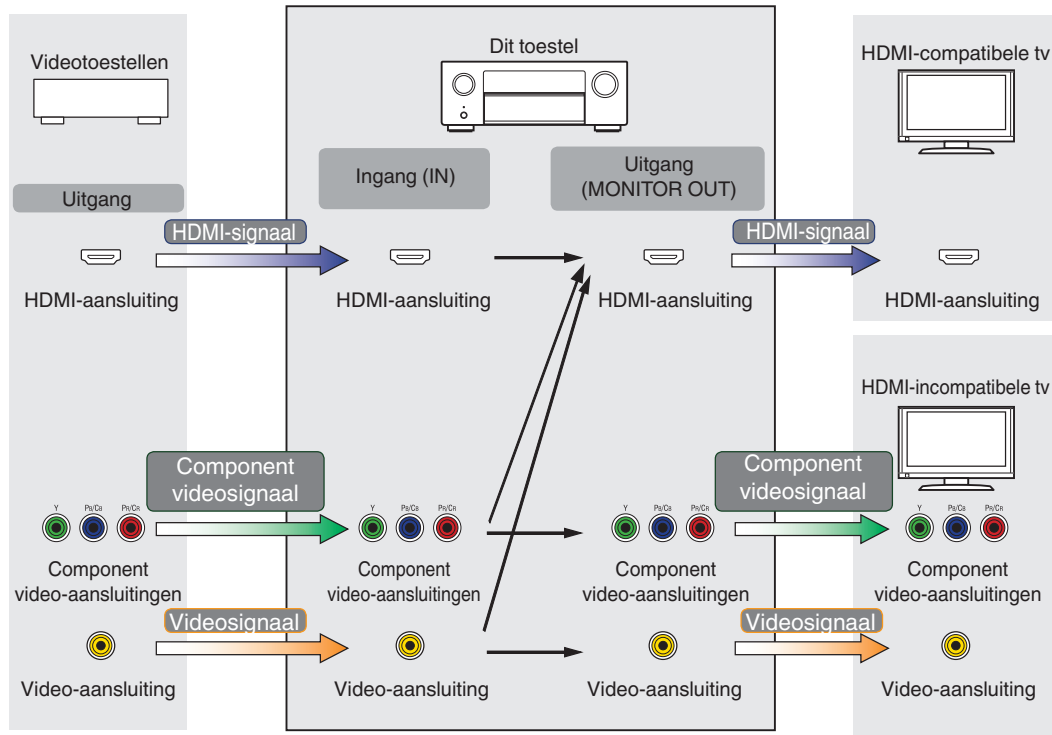 Videotoestellen
Dit toestel
HDMI-compatibele tv
Uitgang
Ingang (IN)
Uitgang
(MONITOR OUT)
HDMI-signaal
HDMI-signaal
HDMI-aansluiting
HDMI-aansluiting
HDMI-aansluiting
HDMI-aansluiting
HDMI-incompatibele tv
Component
videosignaal
Component
videosignaal
Y PB/CB PR/CR
Y PB/CB PR/CR
Y PB/CB PR/CR
Y PB/CB PR/CR
Component
video-aansluitingen
Component
video-aansluitingen
Component
video-aansluitingen
Component
video-aansluitingen
Videosignaal
Videosignaal
Video-aansluiting
Video-aansluiting
Video-aansluiting
Video-aansluiting